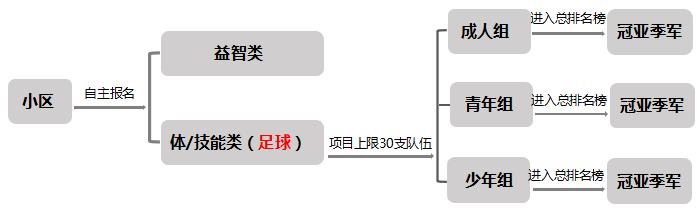 小区
自主报名
益智类
体/技能类（足球）
项目上限30支队伍
成人组
进入总排名榜
冠亚季军
青年组
进入总排名榜
冠亚季军
少年组
进入总排名榜
冠亚季军